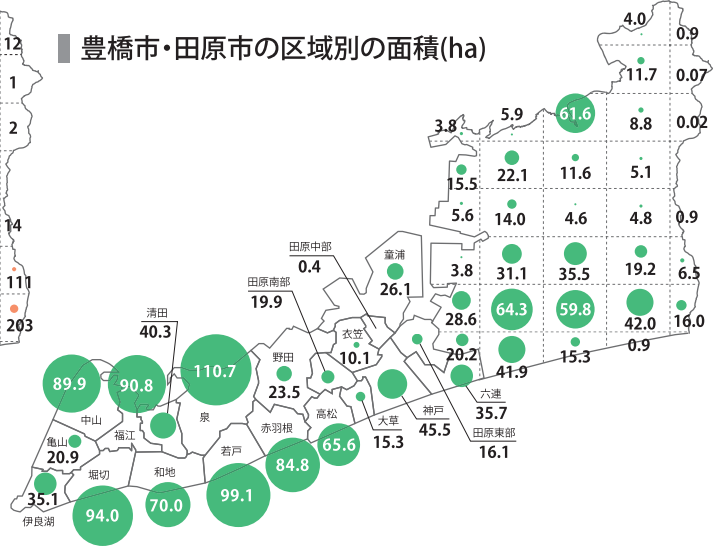 豊橋市・田原市の区域別の面積(ha)
12
1
2
14
111
203
4.0
0.9
11.7
0.07
3.8
5.9
61.6
8.8
0.02
15.5
22.1
11.6
5.1
5.6
14.0
4.6
4.8
0.9
3.8
31.1
35.5
19.2
6.5
28.6
64.3
59.8
42.0
16.0
20.2
41.9
15.3
0.9
田原中部
0.4
童浦
26.1
田原南部
19.9
清田
40.3
衣笠
10.1
110.7
野田
23.5
89.9
90.8
中山
福江
泉
赤羽根
高松
大草
15.3
神戸
45.5
六連
35.7
田原東部
16.1
亀山
20.9
堀切
和地
若戸
65.6
84.8
35.1
伊良湖
94.0
70.0
99.1